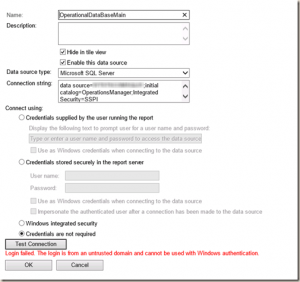 Name: OperationalDataBaseMain
Description:
Hide in tile view
Enable this data source
Data source type: Microsoft SQL Server
Connection string: data source= ;initial
catalog=OperationsManager;Integrated
Security=SSPI
Connect using:
Credentials supplied by the user running the report
Display the following text to prompt user for a user name and password:
Type or enter a user name and password to access the data source
Use as Windows credentials when connecting to the data source
Credentials stored securely in the report server
User name:
Password:
Use as Windows credentials when connecting to the data source
Impersonate the authenticated user after a connection has been made to the data source
Windows integrated security
Credentials are not required
Test Connection
Login failed. The login is from an untrusted domain and cannot be used with Windows authentication.
OK Cancel